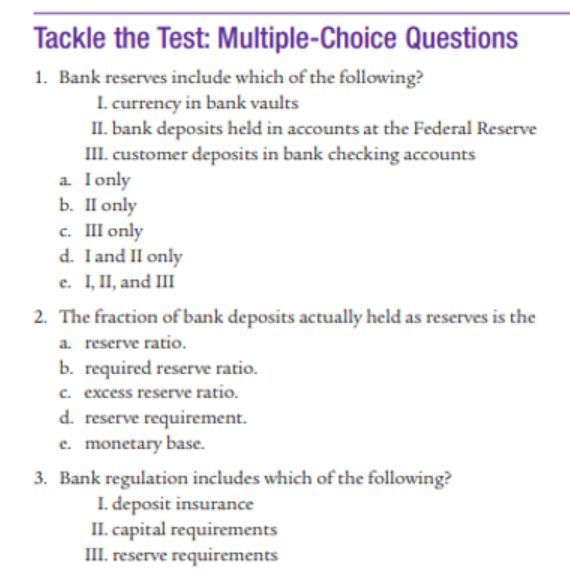 Tackle the Test: Multiple-Choice Questions
1. Bank reserves include which of the following?
I. currency in bank vaults
II. bank deposits held in accounts at the Federal Reserve
III. customer deposits in bank checking accounts
a. I only
b. II only
c. III only
d. I and II only
e. I, II, and III
2. The fraction of bank deposits actually held as reserves is the
a. reserve ratio.
b. required reserve ratio.
c. excess reserve ratio.
d. reserve requirement.
e. monetary base.
3. Bank regulation includes which of the following?
I. deposit insurance
II. capital requirements
III. reserve requirements